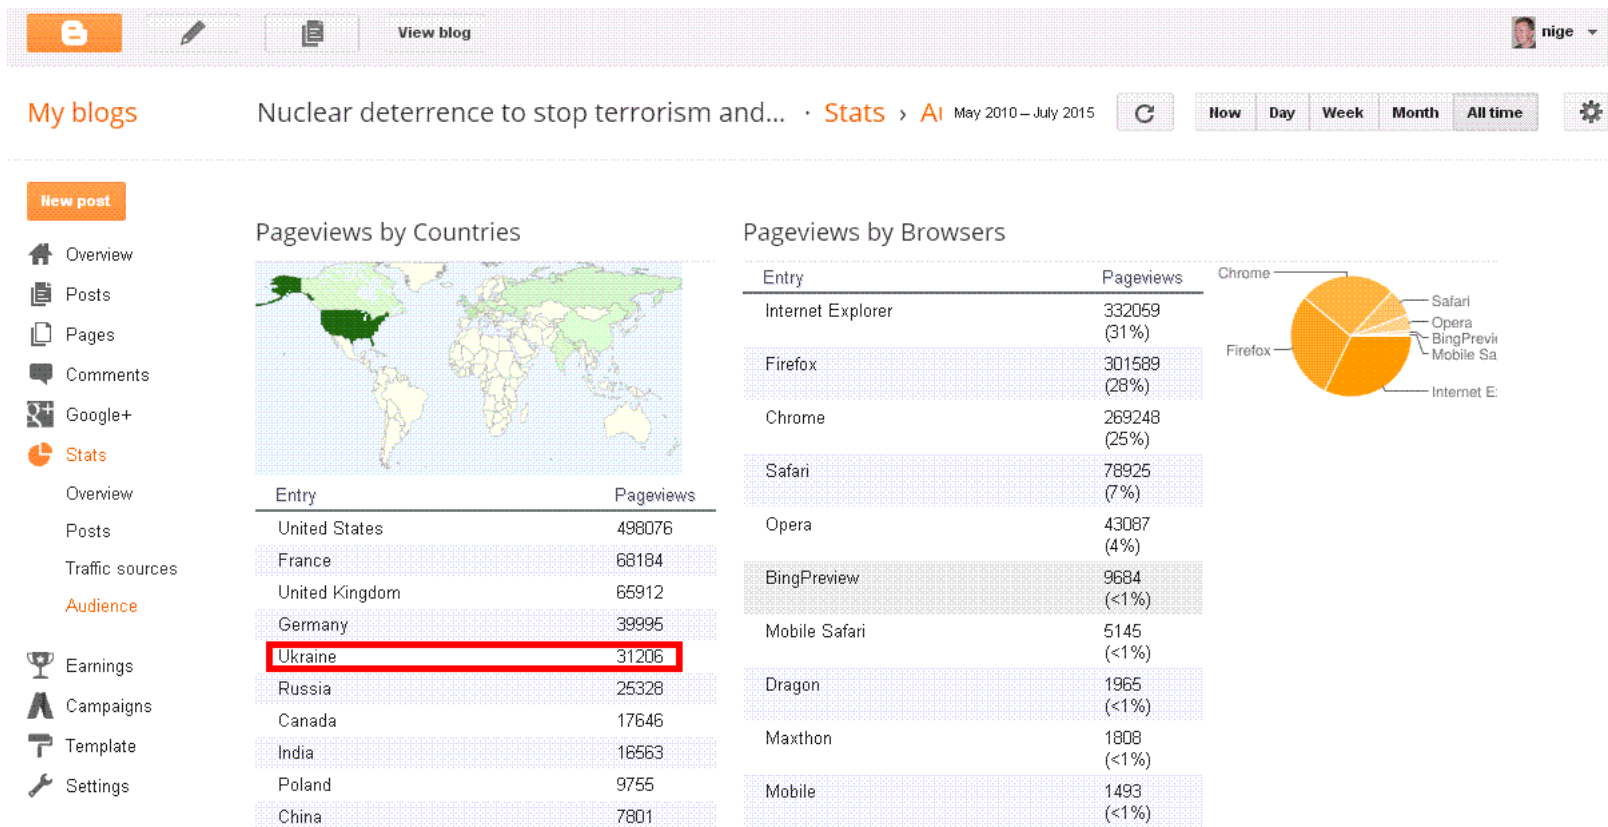 View blog
nige
My blogs
Nuclear deterrence to stop terrorism and... · Stats › Au May 2010 – July 2015
Now Day Week Month All time
New post
Overview
Posts
Pages
Comments
Google+
Stats
Overview
Posts
Traffic sources
Audience
Earnings
Campaigns
Template
Settings
Pageviews by Countries
Entry Pageviews
United States 498076
France 68184
United Kingdom 65912
Germany 39995
Ukraine 31206
Russia 25328
Canada 17646
India 16563
Poland 9755
China 7801
Pageviews by Browsers
Entry Pageviews
Internet Explorer 332059
(31%)
Firefox 301589
(28%)
Chrome 269248
(25%)
Safari 78925
(7%)
Opera 43087
(4%)
BingPreview 9684
(<1%)
Mobile Safari 5145
(<1%)
Dragon 1965
(<1%)
Maxthon 1808
(<1%)
Mobile 1493
(<1%)
Chrome
Safari
Opera
BingPrevi
Mobile Sa
Firefox
Internet E